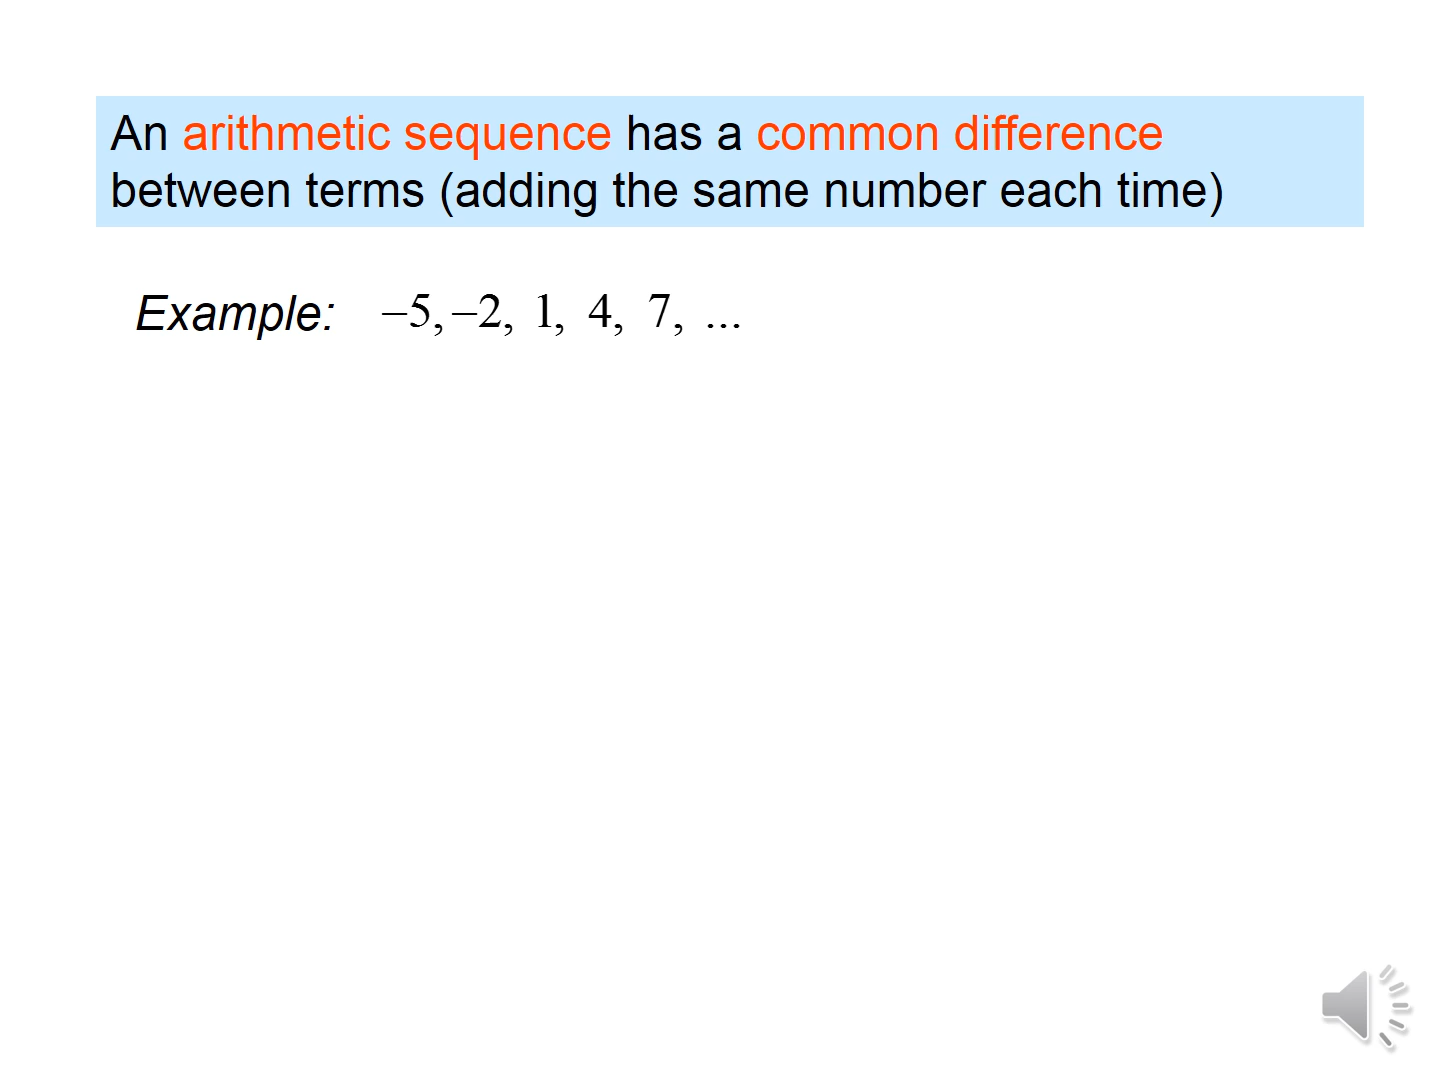 An arithmetic sequence has a common difference
between terms (adding the same number each time)
Example: −5, −2, 1, 4, 7, ...